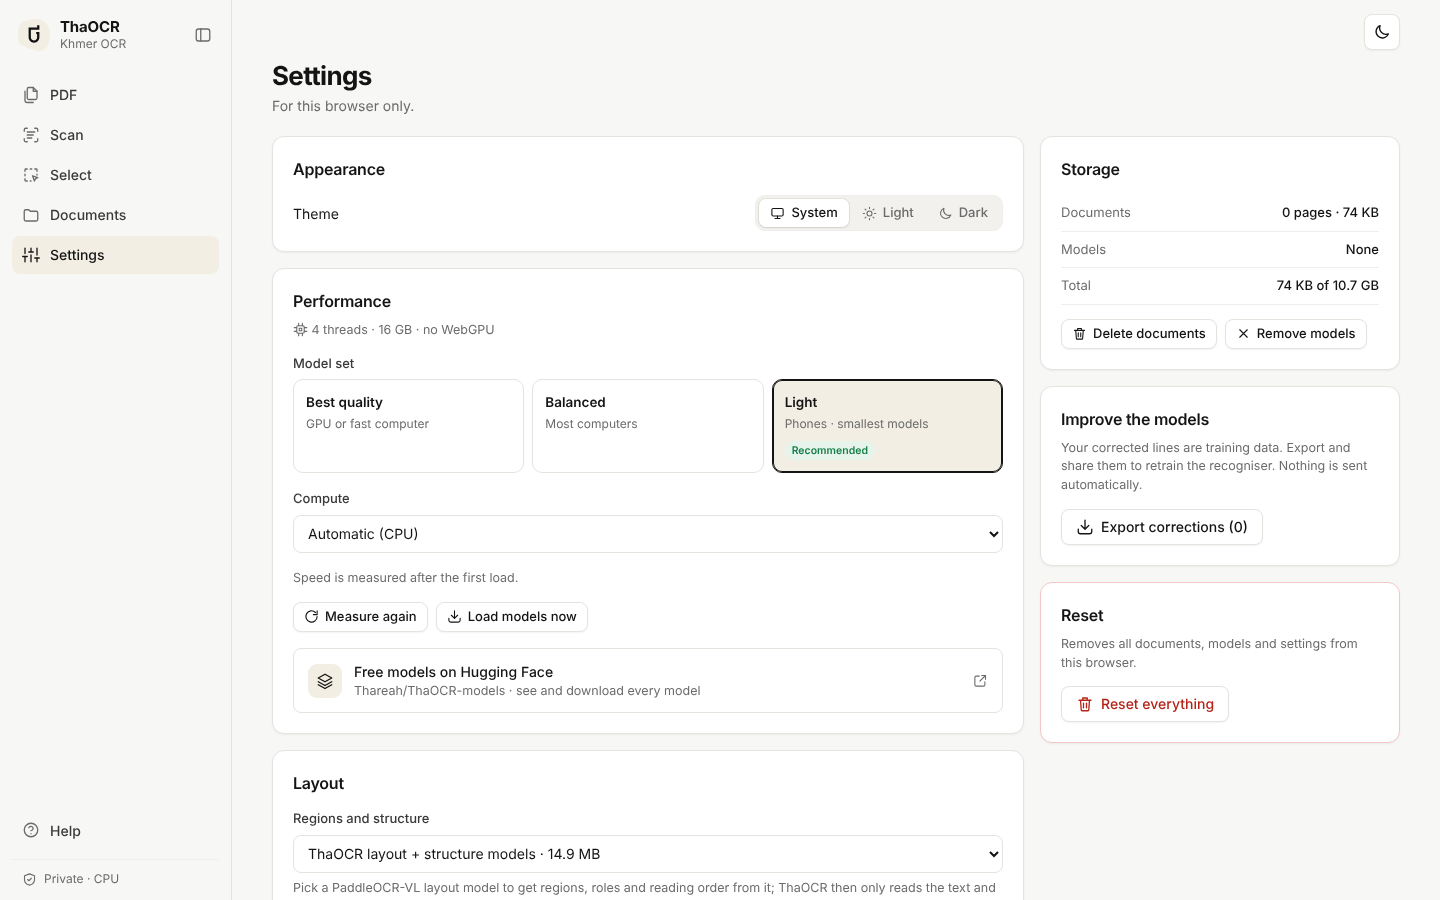 ThaOCR
Khmer OCR
PDF
Scan
Select
Documents
Settings
Help
Private · CPU
Settings
For this browser only.
Appearance
Theme
System
Light
Dark
Performance
4 threads · 16 GB · no WebGPU
Model set
Best quality
GPU or fast computer
Balanced
Most computers
Light
Phones · smallest models
Recommended
Compute
Automatic (CPU)
Speed is measured after the first load.
Measure again
Load models now
Free models on Hugging Face
Thareah/ThaOCR-models · see and download every model
Layout
Regions and structure
ThaOCR layout + structure models · 14.9 MB
Pick a PaddleOCR-VL layout model to get regions, roles and reading order from it; ThaOCR then only reads the text and
Storage
Documents 0 pages · 74 KB
Models None
Total 74 KB of 10.7 GB
Delete documents
Remove models
Improve the models
Your corrected lines are training data. Export and
share them to retrain the recogniser. Nothing is sent
automatically.
Export corrections (0)
Reset
Removes all documents, models and settings from
this browser.
Reset everything